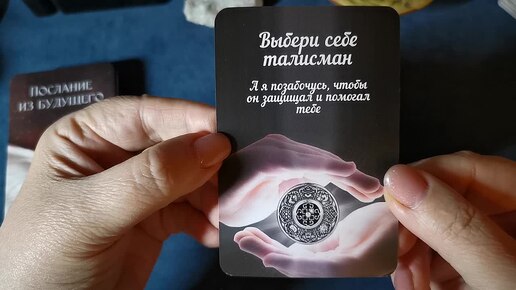 Выбери себе
талисман
А я позабочусь, чтобы
он защищал и помогал
тебе
ПОСЛАНИЕ
ИЗ БУДУЩЕГО